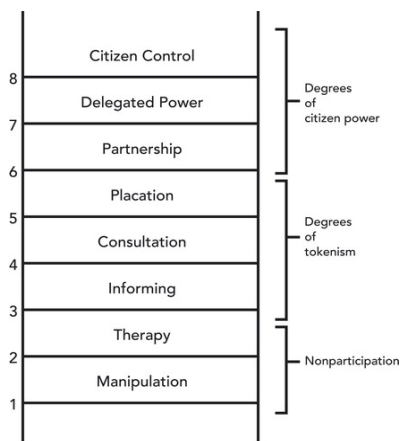 Citizen Control
8
Delegated Power
7
Partnership
6
Placation
5
Consultation
4
Informing
3
Therapy
2
Manipulation
1
Degrees
of
citizen power
Degrees
of
tokenism
Nonparticipation